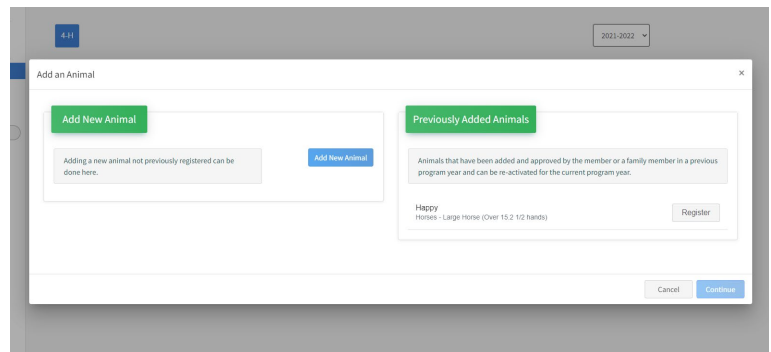 4-H
2021-2022
Add an Animal
×
Add New Animal
Adding a new animal not previously registered can be
done here.
Add New Animal
Previously Added Animals
Animals that have been added and approved by the member or a family member in a previous
program year and can be re-activated for the current program year.
Happy
Horses - Large Horse (Over 15.2 1/2 hands)
Register
Cancel
Continue